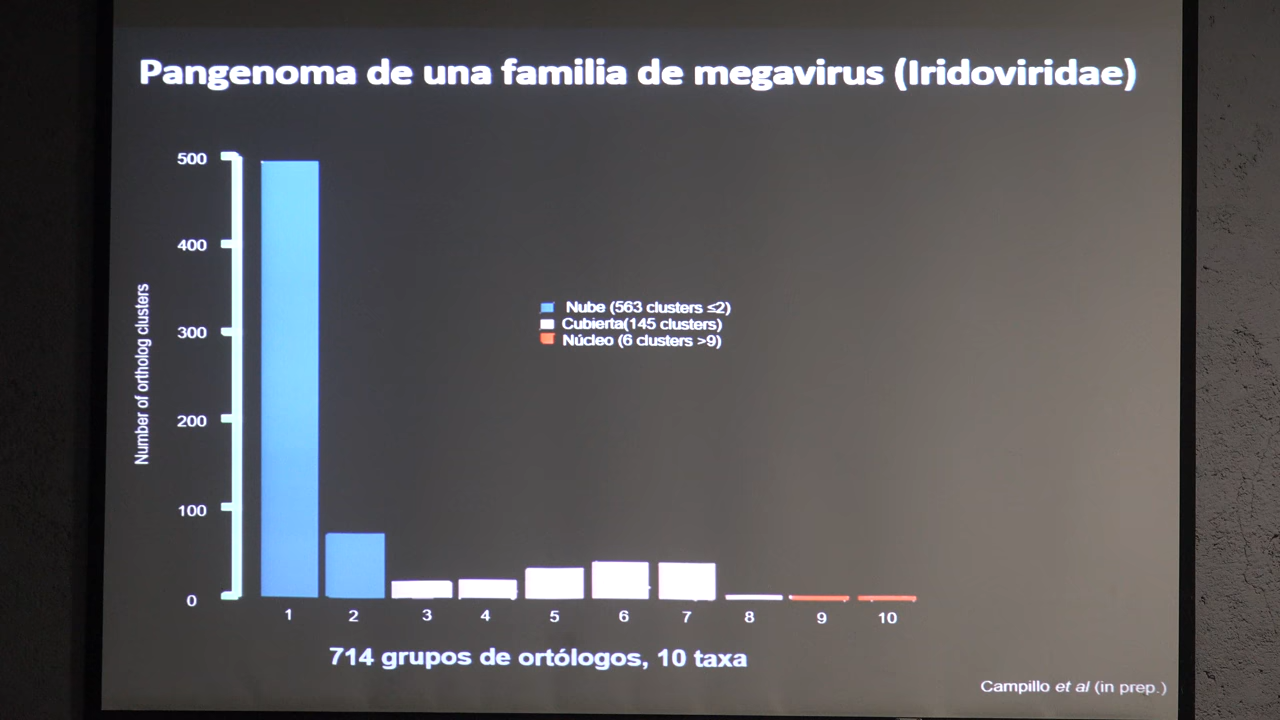 Pangenoma de una familia de megavirus (Iridoviridae)
500
400
300
200
100
0
Number of ortholog clusters
Nube (563 clusters ≤2)
Cubierta(145 clusters)
Núcleo (6 clusters >9)
1 2 3 4 5 6 7 8 9 10
714 grupos de ortólogos, 10 taxa
Campillo et al (in prep.)